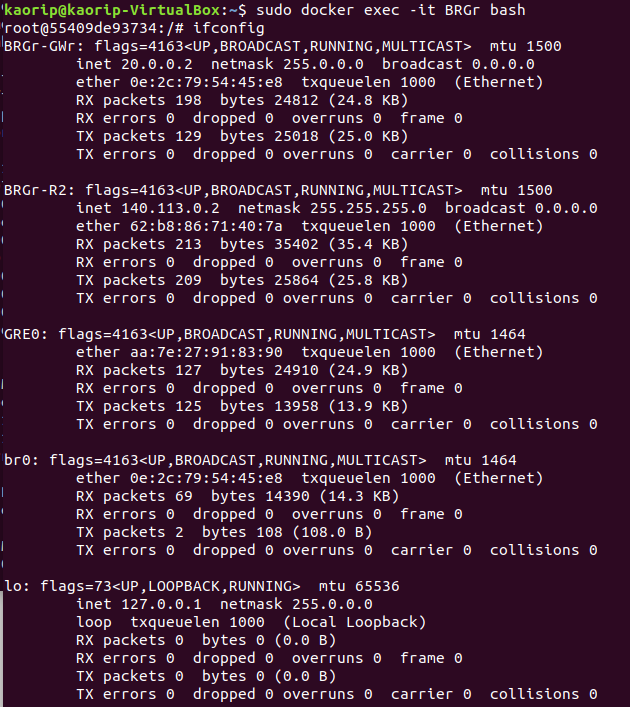 kaorip@kaorip-VirtualBox:~$ sudo docker exec -it BRGr bash
root@55409de93734:/# ifconfig
BRGr-GWr: flags=4163<UP,BROADCAST,RUNNING,MULTICAST>  mtu 1500
        inet 20.0.0.2  netmask 255.0.0.0  broadcast 0.0.0.0
        ether 0e:2c:79:54:45:e8  txqueuelen 1000  (Ethernet)
        RX packets 198  bytes 24812 (24.8 KB)
        RX errors 0  dropped 0  overruns 0  frame 0
        TX packets 129  bytes 25018 (25.0 KB)
        TX errors 0  dropped 0 overruns 0  carrier 0  collisions 0

BRGr-R2: flags=4163<UP,BROADCAST,RUNNING,MULTICAST>  mtu 1500
        inet 140.113.0.2  netmask 255.255.255.0  broadcast 0.0.0.0
        ether 62:b8:86:71:40:7a  txqueuelen 1000  (Ethernet)
        RX packets 213  bytes 35402 (35.4 KB)
        RX errors 0  dropped 0  overruns 0  frame 0
        TX packets 209  bytes 25864 (25.8 KB)
        TX errors 0  dropped 0 overruns 0  carrier 0  collisions 0

GRE0: flags=4163<UP,BROADCAST,RUNNING,MULTICAST>  mtu 1464
        ether aa:7e:27:91:83:90  txqueuelen 1000  (Ethernet)
        RX packets 127  bytes 24910 (24.9 KB)
        RX errors 0  dropped 0  overruns 0  frame 0
        TX packets 125  bytes 13958 (13.9 KB)
        TX errors 0  dropped 0 overruns 0  carrier 0  collisions 0

br0: flags=4163<UP,BROADCAST,RUNNING,MULTICAST>  mtu 1464
        ether 0e:2c:79:54:45:e8  txqueuelen 1000  (Ethernet)
        RX packets 69  bytes 14390 (14.3 KB)
        RX errors 0  dropped 0  overruns 0  frame 0
        TX packets 2  bytes 108 (108.0 B)
        TX errors 0  dropped 0 overruns 0  carrier 0  collisions 0

lo: flags=73<UP,LOOPBACK,RUNNING>  mtu 65536
        inet 127.0.0.1  netmask 255.0.0.0
        loop  txqueuelen 1000  (Local Loopback)
        RX packets 0  bytes 0 (0.0 B)
        RX errors 0  dropped 0  overruns 0  frame 0
        TX packets 0  bytes 0 (0.0 B)
        TX errors 0  dropped 0 overruns 0  carrier 0  collisions 0